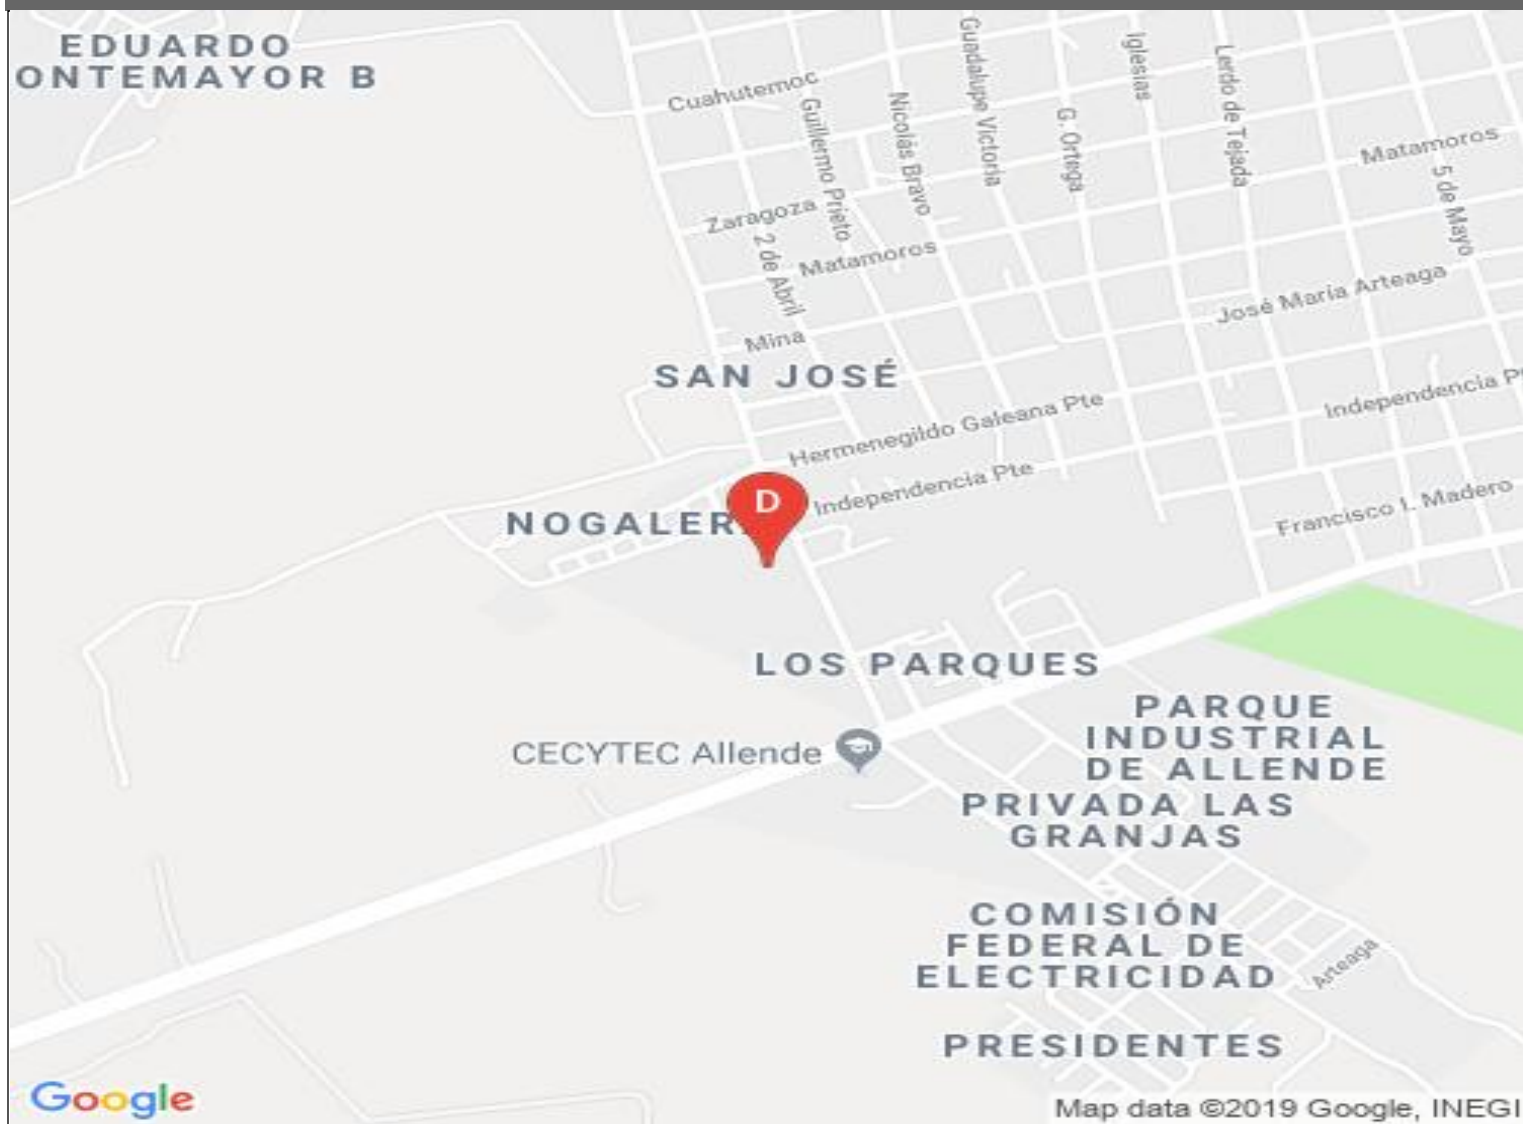 EDUARDO
ONTEMAYOR B
Cuahutemoc
Guillermo Prieto
Nicolás Bravo
Guadalupe Victoria
G. Ortega
Iglesias
Lerdo de Tejada
Matamoros
5 de Mayo
Zaragoza
2 de Abril
Matamoros
José María Arteaga
Mina
SAN JOSÉ
Hermenegildo Galeana Pte
Independencia P
Independencia Pte
D
NOGALER
Francisco I. Madero
LOS PARQUES
PARQUE
INDUSTRIAL
DE ALLENDE
CECYTEC Allende
PRIVADA LAS
GRANJAS
COMISIÓN
FEDERAL DE
ELECTRICIDAD
Arteaga
PRESIDENTES
Google
Map data ©2019 Google, INEGI